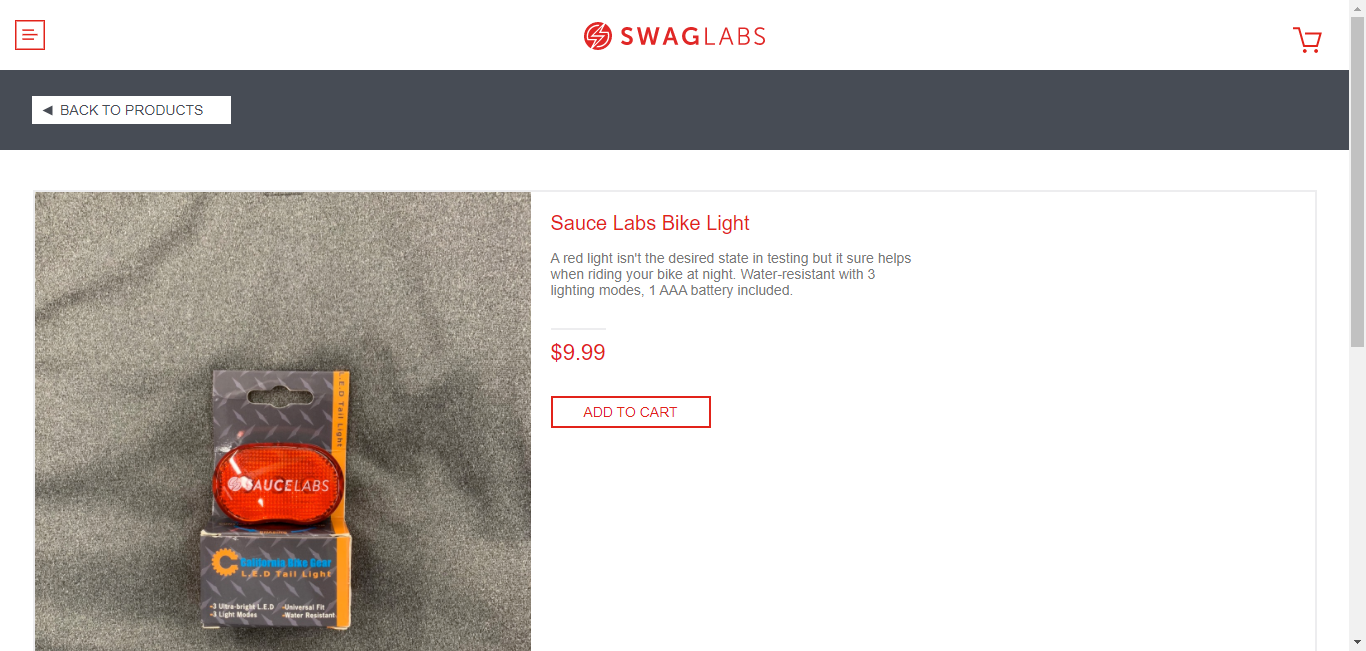 SWAGLABS
◄ BACK TO PRODUCTS
Sauce Labs Bike Light
A red light isn't the desired state in testing but it sure helps
when riding your bike at night. Water-resistant with 3
lighting modes, 1 AAA battery included.
$9.99
ADD TO CART
L.E.D Tail Light
SAUCELABS
California Bike Gear
L.E.D Tail Light
-3 Ultra-bright L.E.D -Universal Fit
-3 Light Modes -Water Resistant